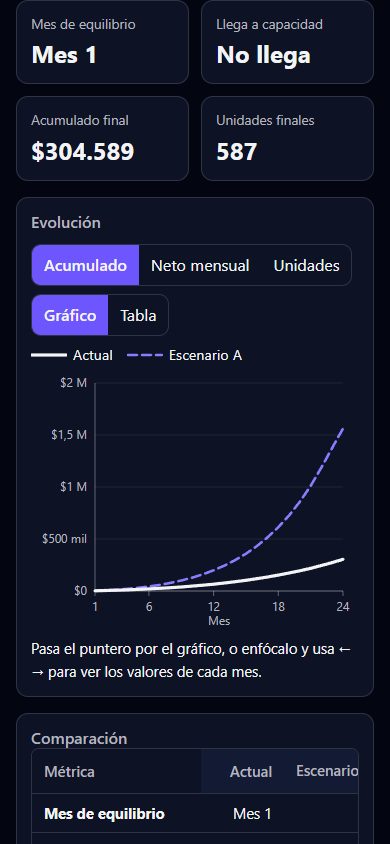 Mes de equilibrio
Mes 1
Llega a capacidad
No llega
Acumulado final
$304.589
Unidades finales
587
Evolución
Acumulado Neto mensual Unidades
Gráfico Tabla
Actual Escenario A
$2 M
$1,5 M
$1 M
$500 mil
$0
1 6 12 18 24
Mes
Pasa el puntero por el gráfico, o enfócalo y usa ←
→ para ver los valores de cada mes.
Comparación
Métrica Actual Escenario
Mes de equilibrio Mes 1